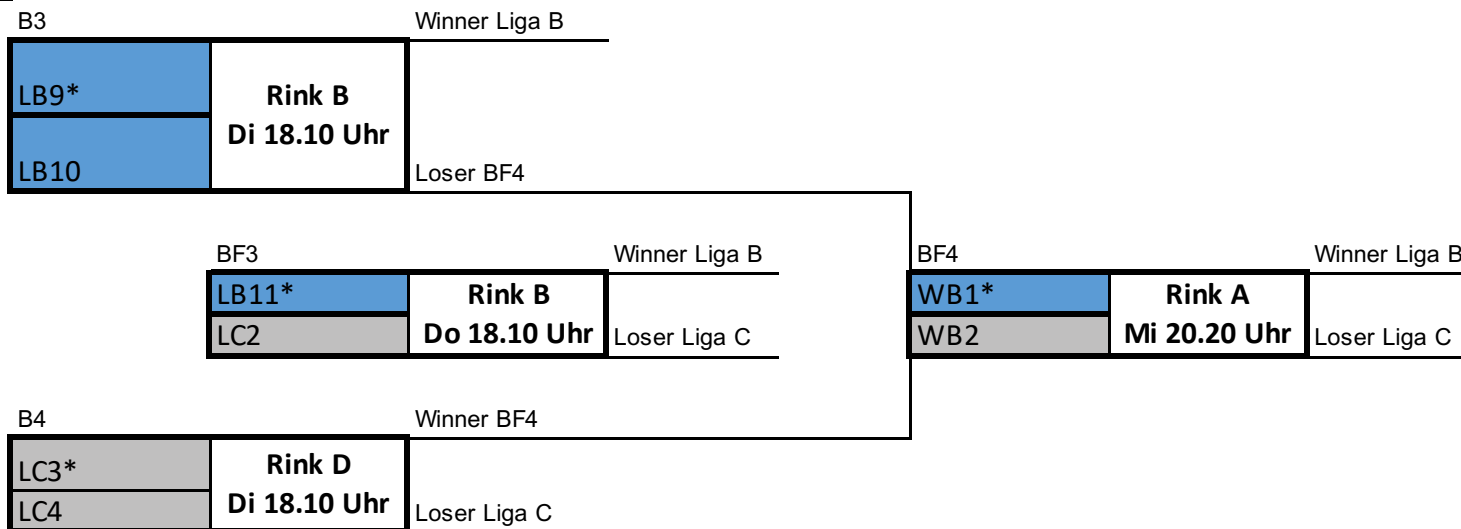 B3
Winner Liga B
LB9*
Rink B
Di 18.10 Uhr
LB10
Loser BF4
BF3
Winner Liga B
BF4
Winner Liga B
LB11*
Rink B
WB1*
Rink A
LC2
Do 18.10 Uhr
Loser Liga C
WB2
Mi 20.20 Uhr
Loser Liga C
B4
Winner BF4
LC3*
Rink D
LC4
Di 18.10 Uhr
Loser Liga C